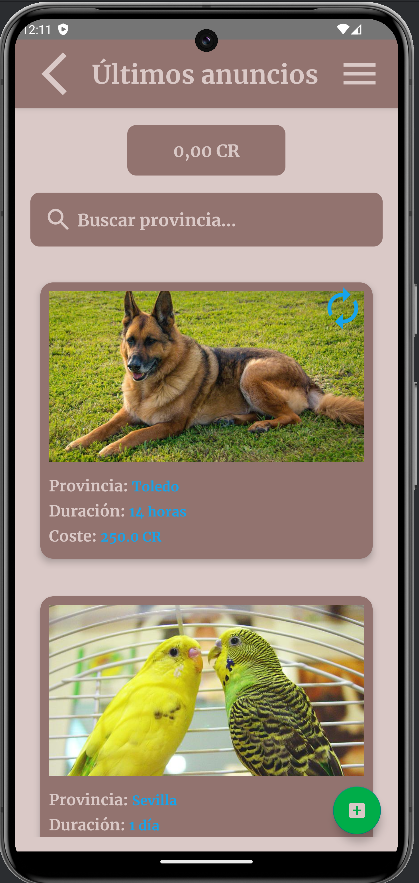 12:11
Últimos anuncios
0,00 CR
Buscar provincia...
Provincia: Toledo
Duración: 12 horas
Coste: 250.0 CR
Provincia: Sevilla
Duración: 1 día